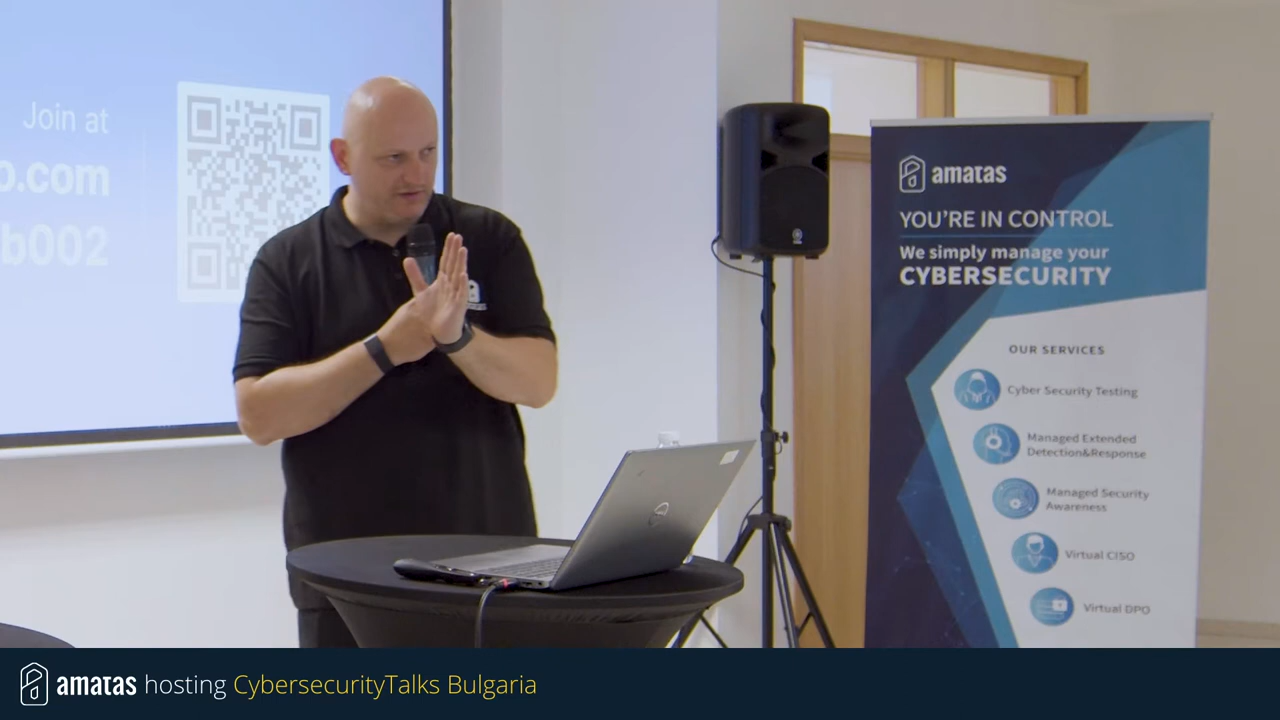 Join at
o.com
b002
amatas
YOU'RE IN CONTROL
We simply manage your
CYBERSECURITY
OUR SERVICES
Cyber Security Testing
Managed Extended
Detection&Response
Managed Security
Awareness
Virtual CISO
Virtual DPO
amatas hosting CybersecurityTalks Bulgaria